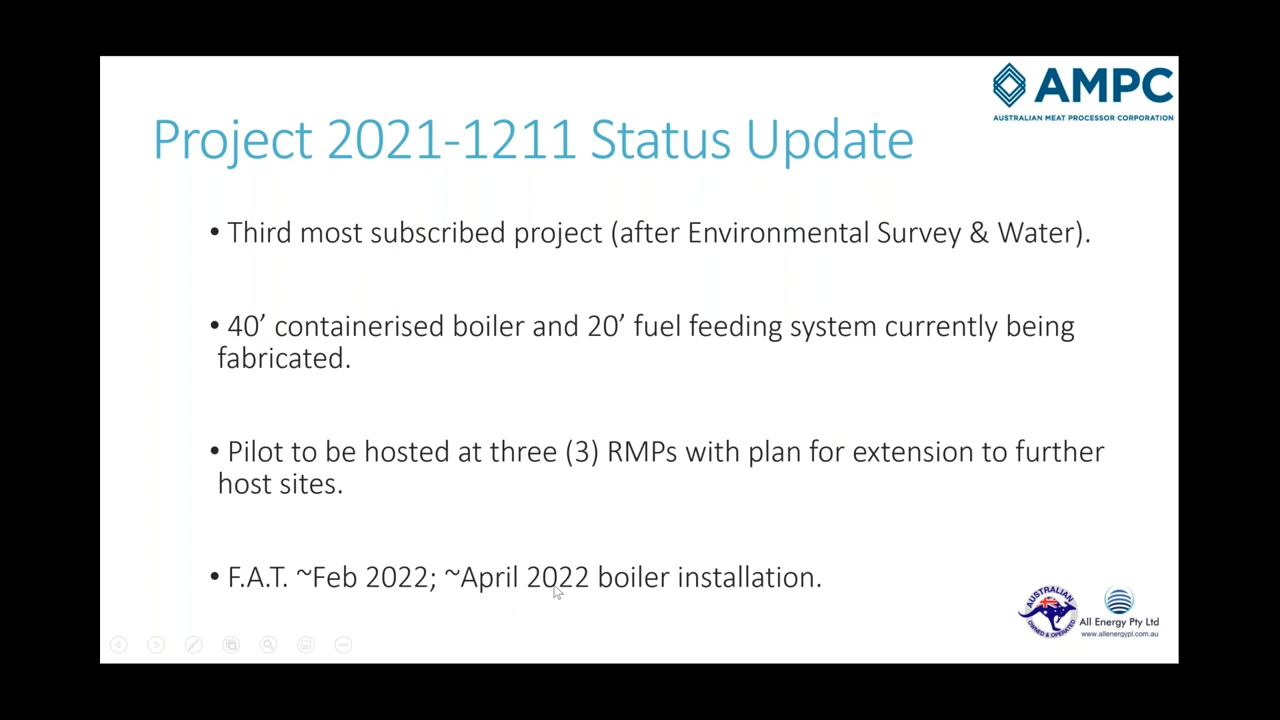 AMPC
AUSTRALIAN MEAT PROCESSOR CORPORATION
Project 2021-1211 Status Update
• Third most subscribed project (after Environmental Survey & Water).
• 40’ containerised boiler and 20’ fuel feeding system currently being
fabricated.
• Pilot to be hosted at three (3) RMPs with plan for extension to further
host sites.
• F.A.T. ~Feb 2022; ~April 2022 boiler installation.
AUSTRALIAN
OWNED & OPERATED
All Energy Pty Ltd
www.allenergypl.com.au